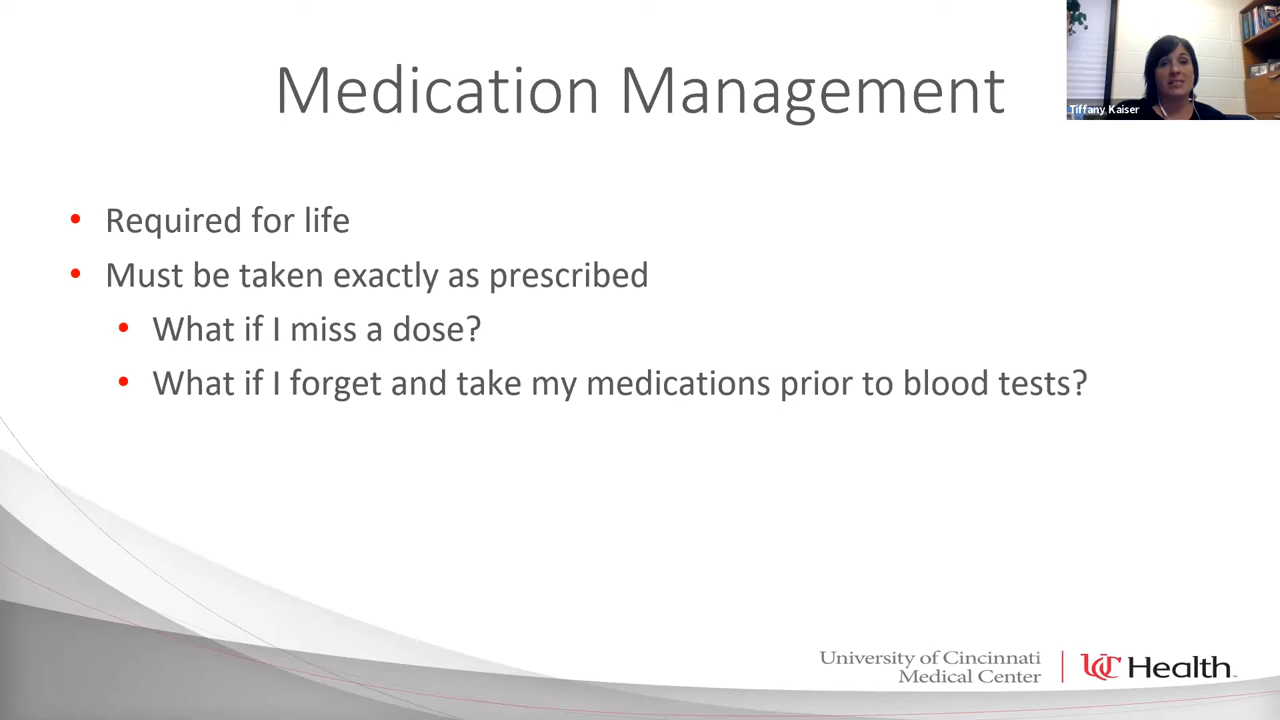 Medication Management
Tiffany Kaiser
• Required for life
• Must be taken exactly as prescribed
• What if I miss a dose?
• What if I forget and take my medications prior to blood tests?
University of Cincinnati
Medical Center
UC Health™